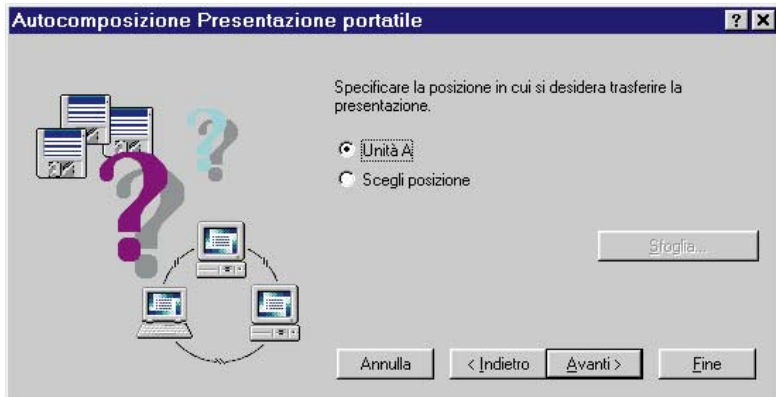 Autocomposizione Presentazione portatile
Specificare la posizione in cui si desidera trasferire la
presentazione.
Unità A
Scegli posizione
Sfoglia...
Annulla
< Indietro
Avanti >
Fine